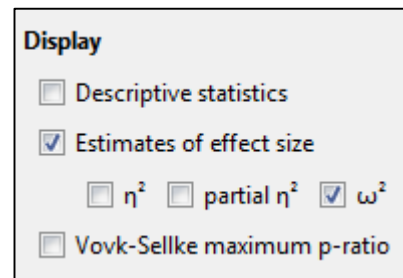 Display
Descriptive statistics
Estimates of effect size
η² partial η² ω²
Vovk-Sellke maximum p-ratio